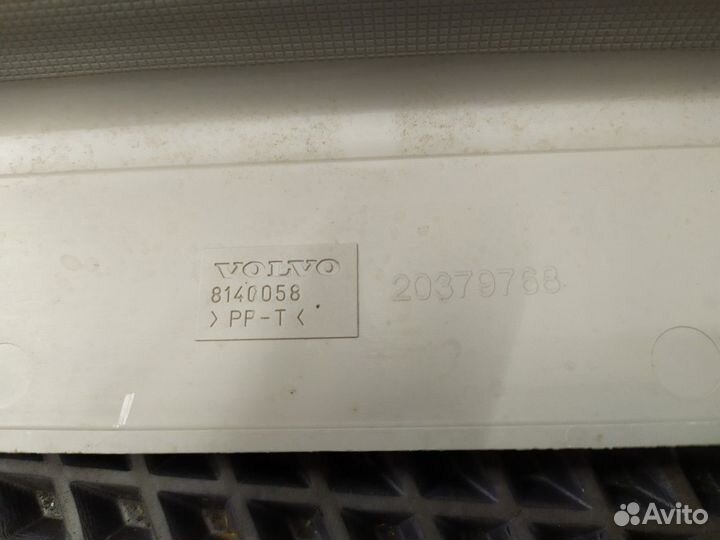 VOLVO
8140058
>PP-T<
20379768
Avito